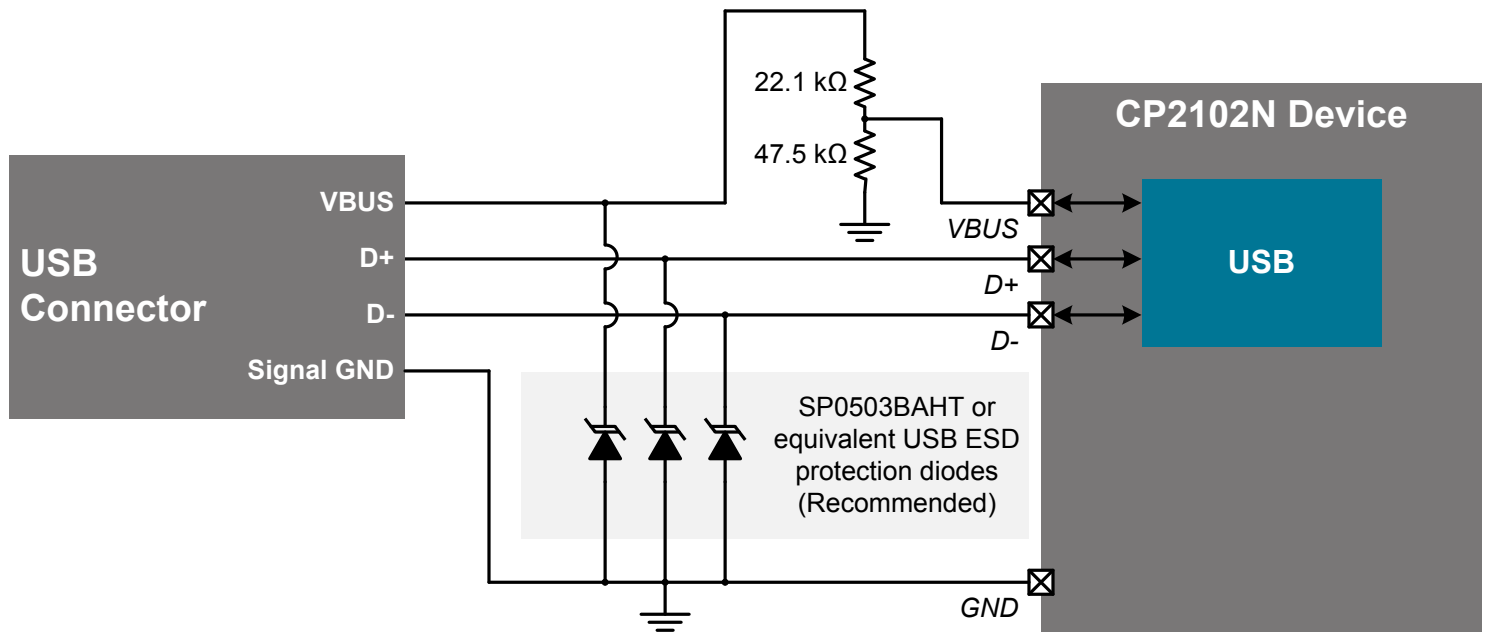 22.1 kΩ
47.5 kΩ
CP2102N Device
USB
Connector
VBUS
D+
D-
Signal GND
VBUS
D+
D-
USB
SP0503BAHT or
equivalent USB ESD
protection diodes
(Recommended)
GND